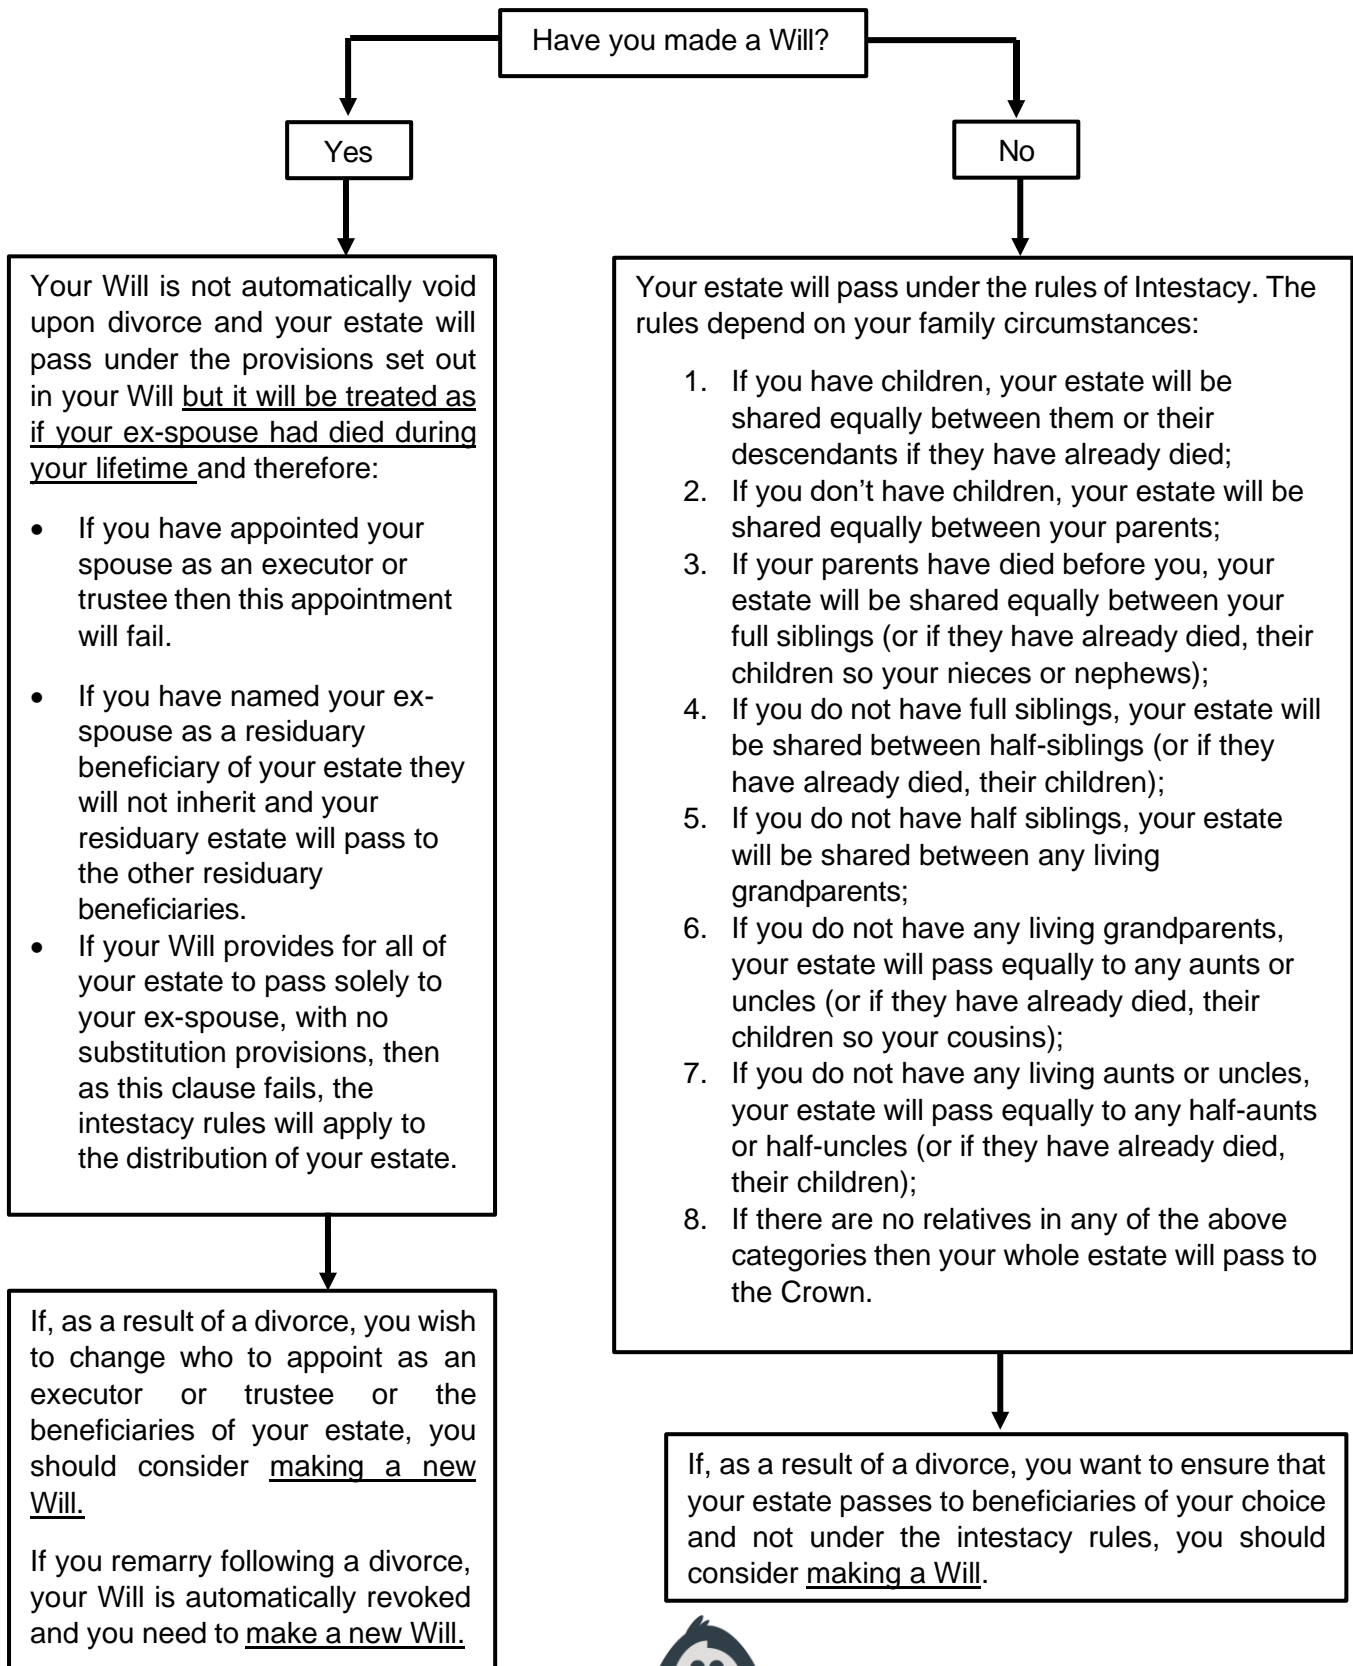 Have you made a Will?
Yes
No
Your Will is not automatically void
upon divorce and your estate will
pass under the provisions set out
in your Will but it will be treated as
if your ex-spouse had died during
your lifetime and therefore:
• If you have appointed your
spouse as an executor or
trustee then this appointment
will fail.
• If you have named your ex-
spouse as a residuary
beneficiary of your estate they
will not inherit and your
residuary estate will pass to
the other residuary
beneficiaries.
• If your Will provides for all of
your estate to pass solely to
your ex-spouse, with no
substitution provisions, then
as this clause fails, the
intestacy rules will apply to
the distribution of your estate.
If, as a result of a divorce, you wish
to change who to appoint as an
executor or trustee or the
beneficiaries of your estate, you
should consider making a new
Will.
If you remarry following a divorce,
your Will is automatically revoked
and you need to make a new Will.
Your estate will pass under the rules of Intestacy. The
rules depend on your family circumstances:
1. If you have children, your estate will be
shared equally between them or their
descendants if they have already died;
2. If you don't have children, your estate will be
shared equally between your parents;
3. If your parents have died before you, your
estate will be shared equally between your
full siblings (or if they have already died, their
children so your nieces or nephews);
4. If you do not have full siblings, your estate will
be shared between half-siblings (or if they
have already died, their children);
5. If you do not have half siblings, your estate
will be shared between any living
grandparents;
6. If you do not have any living grandparents,
your estate will pass equally to any aunts or
uncles (or if they have already died, their
children so your cousins);
7. If you do not have any living aunts or uncles,
your estate will pass equally to any half-aunts
or half-uncles (or if they have already died,
their children);
8. If there are no relatives in any of the above
categories then your whole estate will pass to
the Crown.
If, as a result of a divorce, you want to ensure that
your estate passes to beneficiaries of your choice
and not under the intestacy rules, you should
consider making a Will.